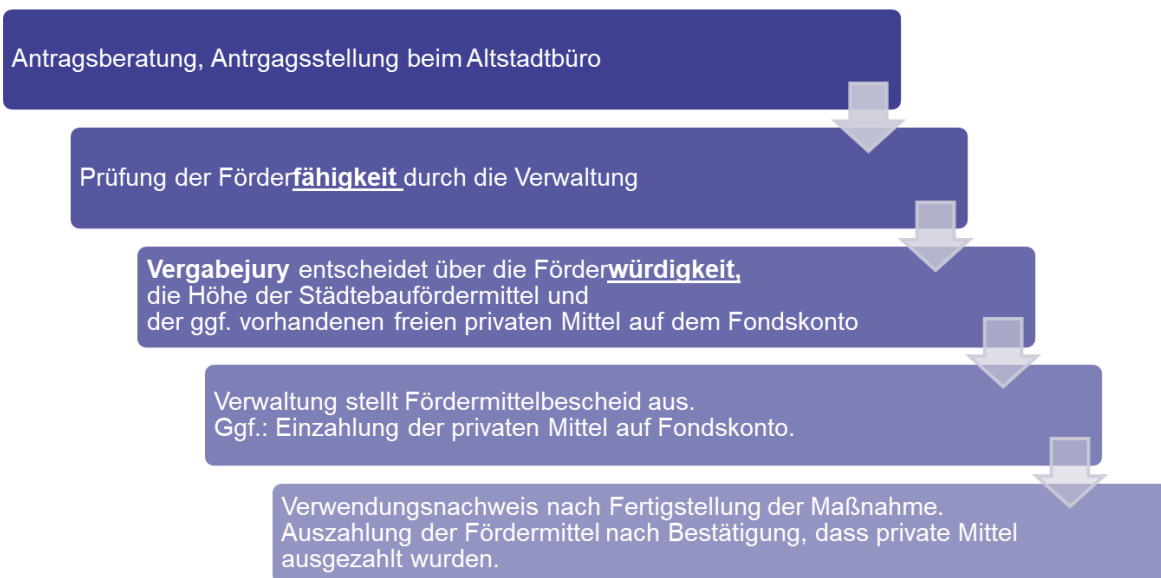 Antragsberatung, Antrgagsstellung beim Altstadtbüro
Prüfung der Förderfähigkeit durch die Verwaltung
Vergabejury entscheidet über die Förderwürdigkeit,
die Höhe der Städtebaufördermittel und
der ggf. vorhandenen freien privaten Mittel auf dem Fondskonto
Verwaltung stellt Fördermittelbescheid aus.
Ggf.: Einzahlung der privaten Mittel auf Fondskonto.
Verwendungsnachweis nach Fertigstellung der Maßnahme.
Auszahlung der Fördermittel nach Bestätigung, dass private Mittel
ausgezahlt wurden.